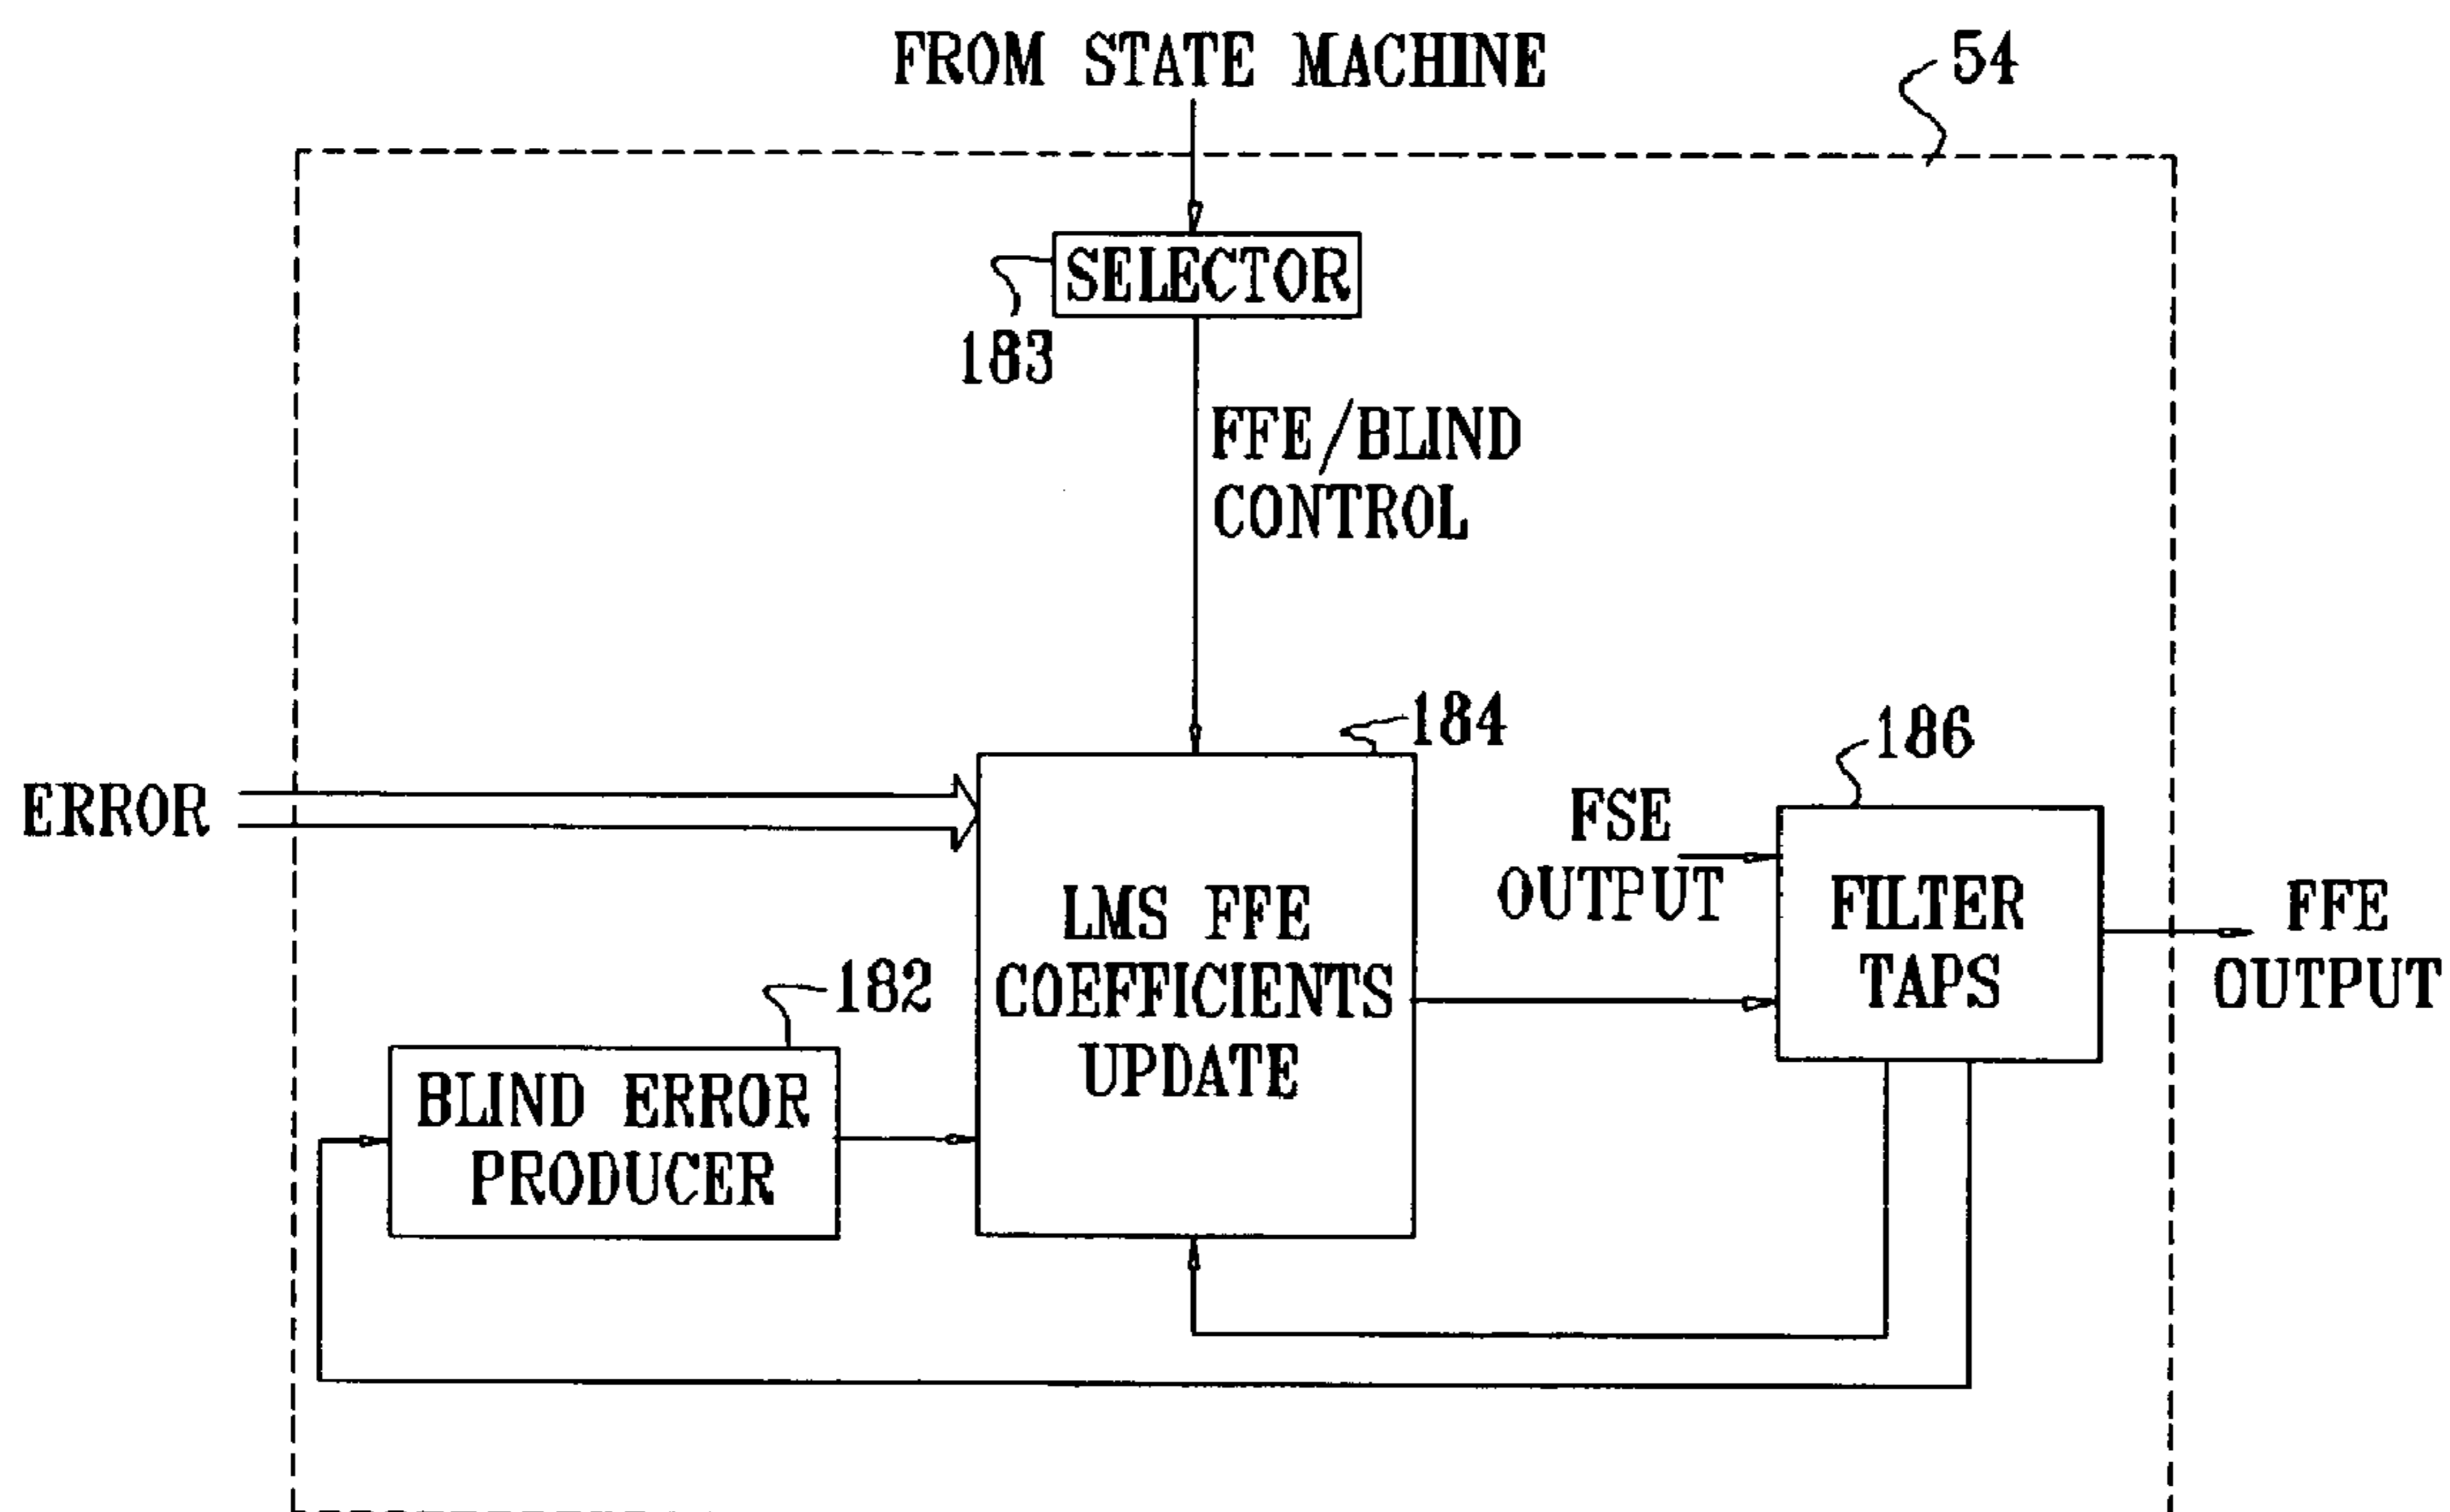 FROM STATE MACHINE
54
SELECTOR
183
FFE/BLIND
CONTROL
184
186
ERROR
FSE
OUTPUT
FILTER
TAPS
FFE
OUTPUT
LMS FFE
COEFFICIENTS
UPDATE
182
BLIND ERROR
PRODUCER